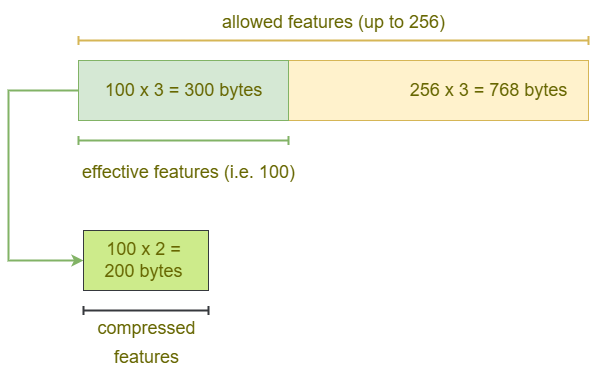 allowed features (up to 256)
100 x 3 = 300 bytes
256 x 3 = 768 bytes
effective features (i.e. 100)
100 x 2 =
200 bytes
compressed
features